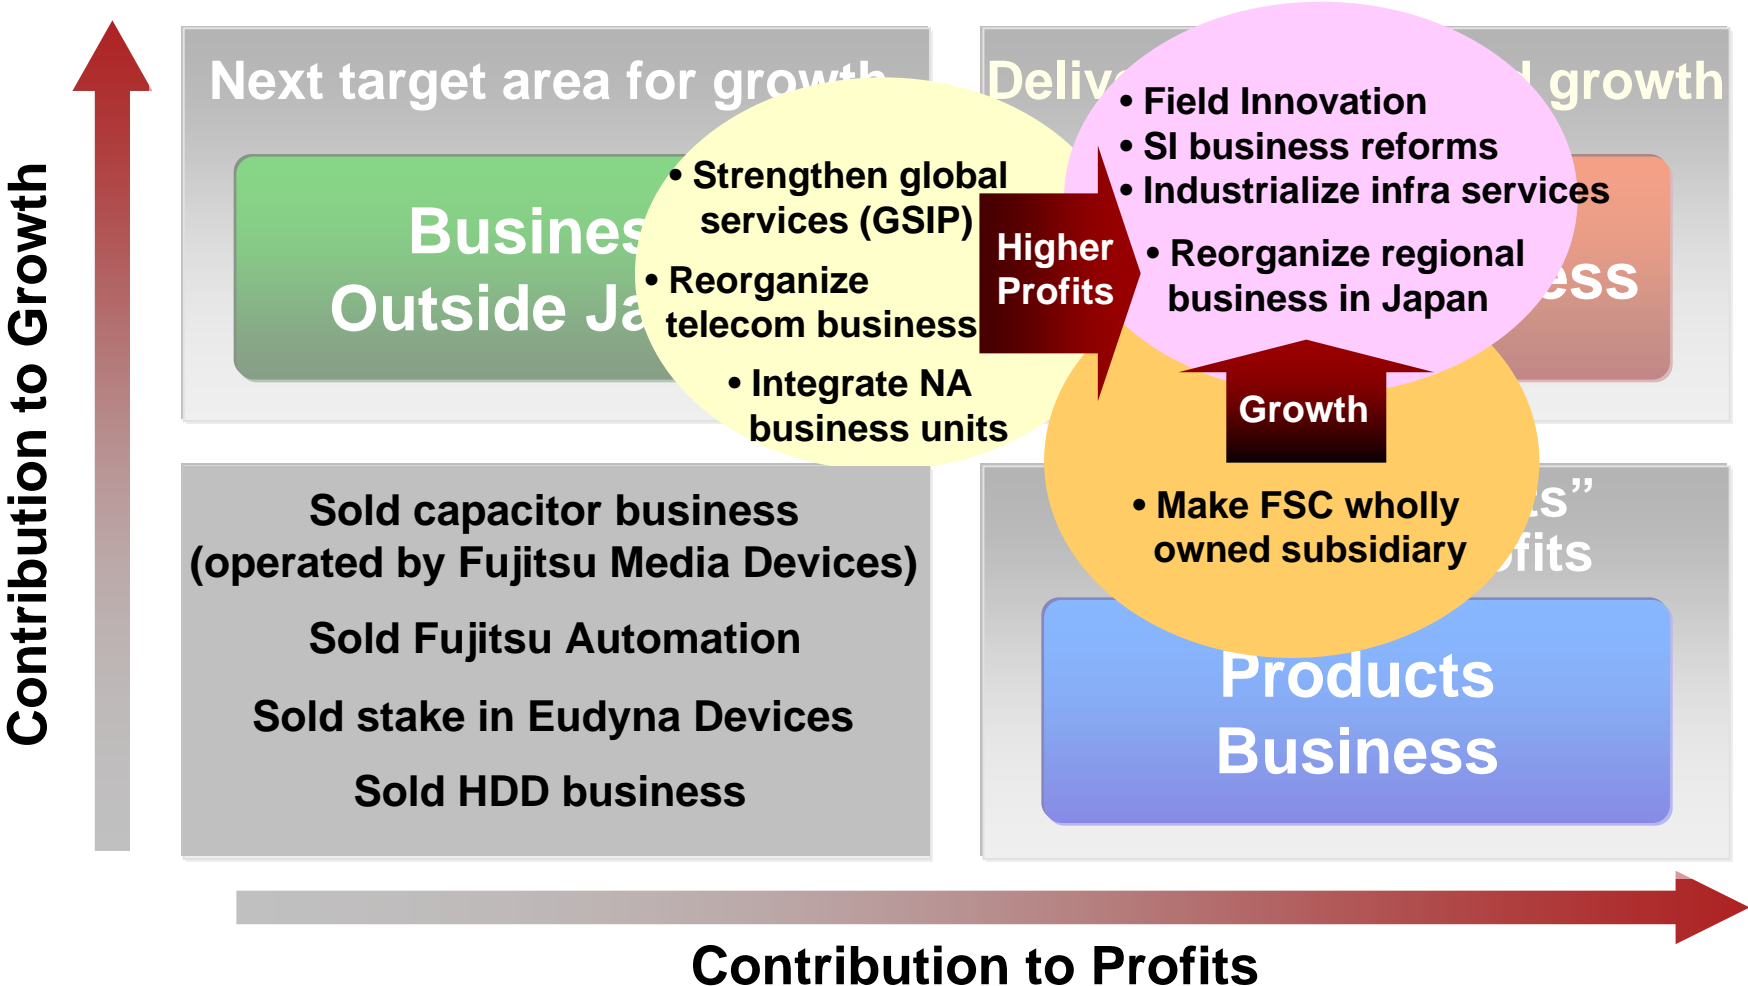 Contribution to Growth
Next target area for growth
growth
Outside
• Strengthen global
services (GSIP)
• Reorganize
telecom business
• Integrate NA
business units
Higher
Profits
• Field Innovation
• SI business reforms
• Industrialize infra services
• Reorganize regional
business in Japan
Growth
• Make FSC wholly
owned subsidiary
Products
Business
Sold capacitor business
(operated by Fujitsu Media Devices)
Sold Fujitsu Automation
Sold stake in Eudyna Devices
Sold HDD business
Contribution to Profits